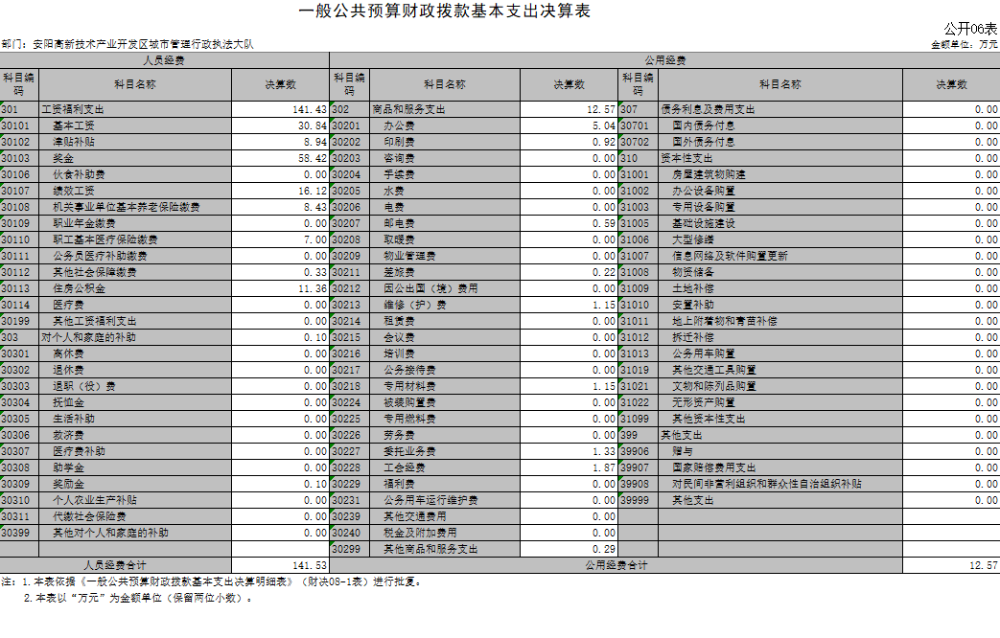 一般公共预算财政拨款基本支出决算表
公开06表
部门：安阳高新技术产业开发区城市管理行政执法大队 金额单位：万元
人员经费 公用经费
科目编码 科目名称 决算数 科目编码 科目名称 决算数 科目编码 科目名称 决算数
301 工资福利支出 141.43 302 商品和服务支出 12.57 307 债务利息及费用支出 0.00
30101 基本工资 30.84 30201 办公费 5.04 30701 国内债务付息 0.00
30102 津贴补贴 8.94 30202 印刷费 0.92 30702 国外债务付息 0.00
30103 奖金 58.42 30203 咨询费 0.00 310 资本性支出 0.00
30106 伙食补助费 0.00 30204 手续费 0.00 31001 房屋建筑物购建 0.00
30107 绩效工资 16.12 30205 水费 0.00 31002 办公设备购置 0.00
30108 机关事业单位基本养老保险缴费 8.43 30206 电费 0.00 31003 专用设备购置 0.00
30109 职业年金缴费 0.00 30207 邮电费 0.59 31005 基础设施建设 0.00
30110 职工基本医疗保险缴费 7.00 30208 取暖费 0.00 31006 大型修缮 0.00
30111 公务员医疗补助缴费 0.00 30209 物业管理费 0.00 31007 信息网络及软件购置更新 0.00
30112 其他社会保障缴费 0.33 30211 差旅费 0.22 31008 物资储备 0.00
30113 住房公积金 11.36 30212 因公出国（境）费用 0.00 31009 土地补偿 0.00
30114 医疗费 0.00 30213 维修（护）费 1.15 31010 安置补助 0.00
30199 其他工资福利支出 0.00 30214 租赁费 0.00 31011 地上附着物和青苗补偿 0.00
303 对个人和家庭的补助 0.10 30215 会议费 0.00 31012 拆迁补偿 0.00
30301 离休费 0.00 30216 培训费 0.00 31013 公务用车购置 0.00
30302 退休费 0.00 30217 公务接待费 0.00 31019 其他交通工具购置 0.00
30303 退职（役）费 0.00 30218 专用材料费 1.15 31021 文物和陈列品购置 0.00
30304 抚恤金 0.00 30224 被装购置费 0.00 31022 无形资产购置 0.00
30305 生活补助 0.00 30225 专用燃料费 0.00 31099 其他资本性支出 0.00
30306 救济费 0.00 30226 劳务费 0.00 399 其他支出 0.00
30307 医疗费补助 0.00 30227 委托业务费 1.33 39906 赠与 0.00
30308 助学金 0.00 30228 工会经费 1.87 39907 国家赔偿费用支出 0.00
30309 奖励金 0.10 30229 福利费 0.00 39908 对民间非营利组织和群众性自治组织补贴 0.00
30310 个人农业生产补贴 0.00 30231 公务用车运行维护费 0.00 39999 其他支出 0.00
30311 代缴社会保险费 0.00 30239 其他交通费用 0.00
30399 其他对个人和家庭的补助 0.00 30240 税金及附加费用 0.00
30299 其他商品和服务支出 0.29
人员经费合计 141.53 公用经费合计 12.57
注：1.本表依据《一般公共预算财政拨款基本支出决算明细表》（财决08-1表）进行批复。
2.本表以“万元”为金额单位（保留两位小数）。